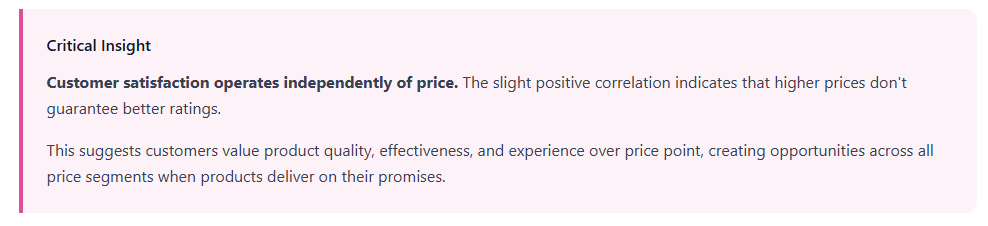 Critical Insight
Customer satisfaction operates independently of price. The slight positive correlation indicates that higher prices don't
guarantee better ratings.
This suggests customers value product quality, effectiveness, and experience over price point, creating opportunities across all
price segments when products deliver on their promises.